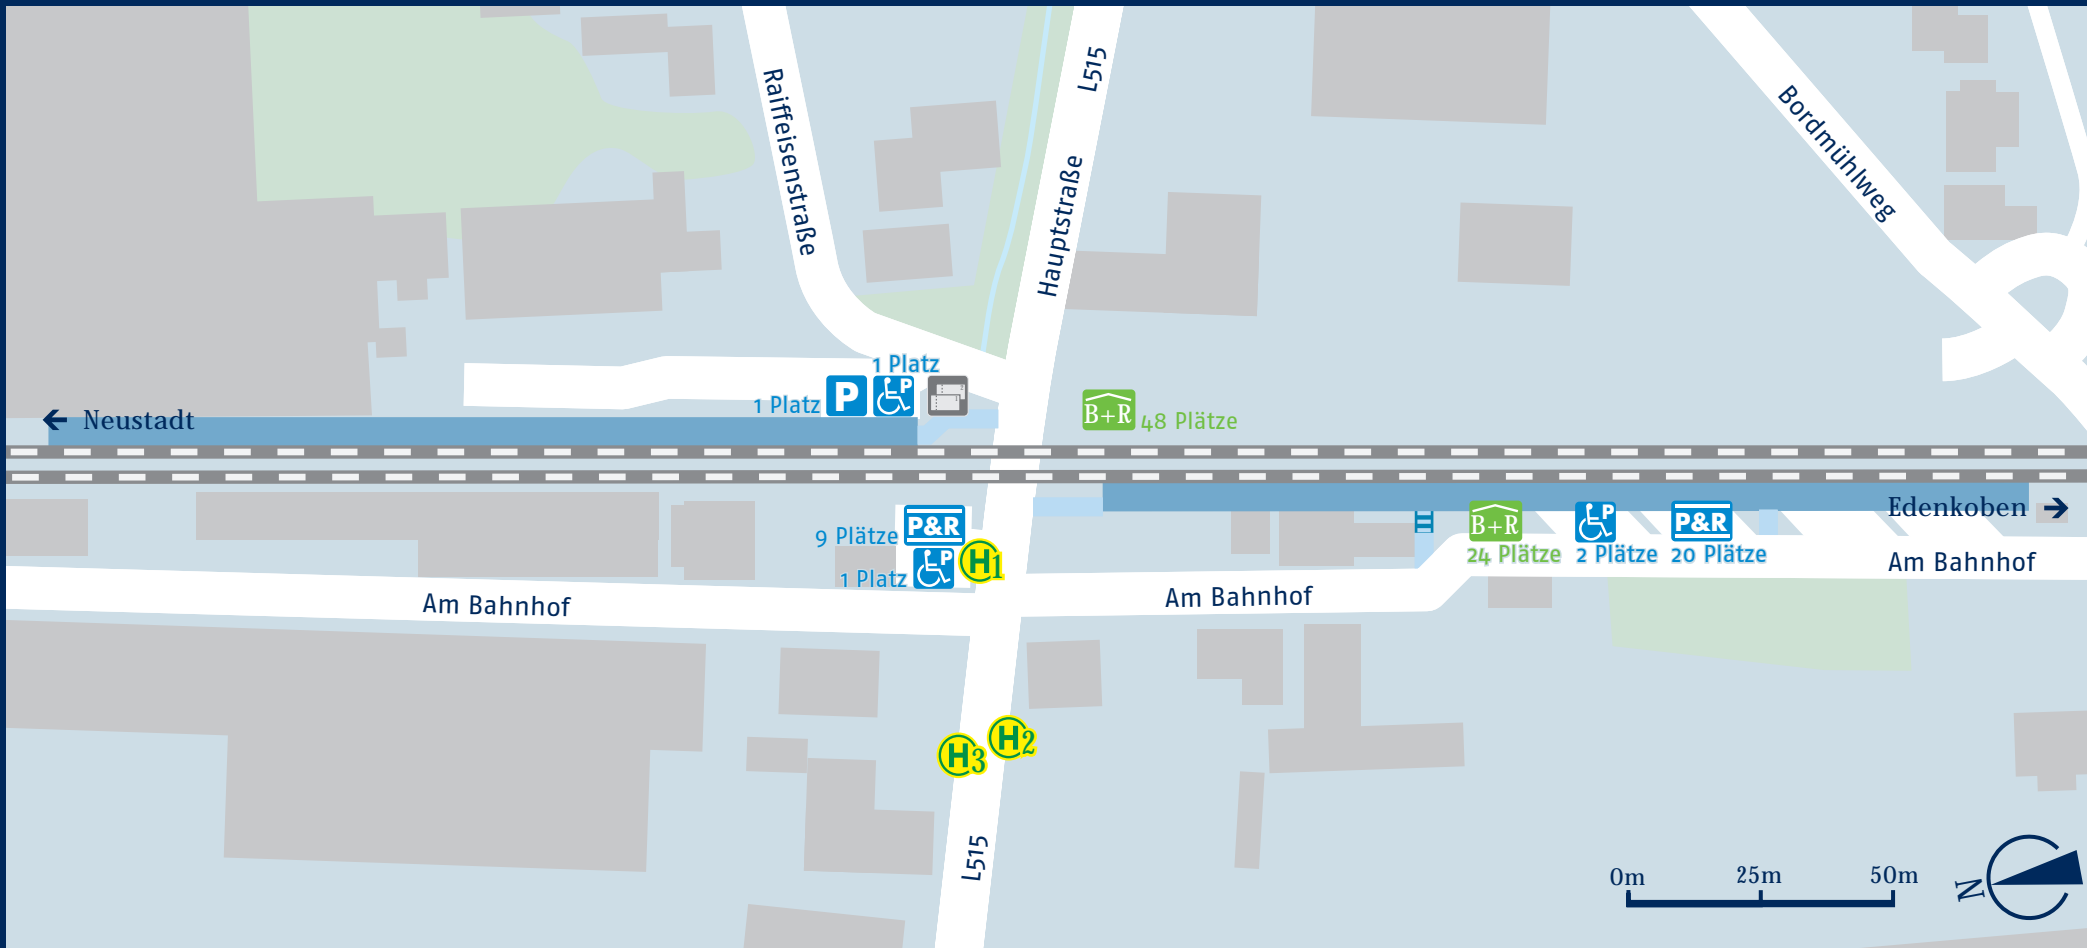 L515
Raiffeisenstraße
Hauptstraße
Bordmühlweg
1 Platz
1 Platz
P
P
← Neustadt
B+R
48 Plätze
Edenkoben →
9 Plätze
P&R
H1
1 Platz
P
B+R
P
P&R
24 Plätze
2 Plätze
20 Plätze
Am Bahnhof
Am Bahnhof
Am Bahnhof
H3
H2
L515
0m
25m
50m
N